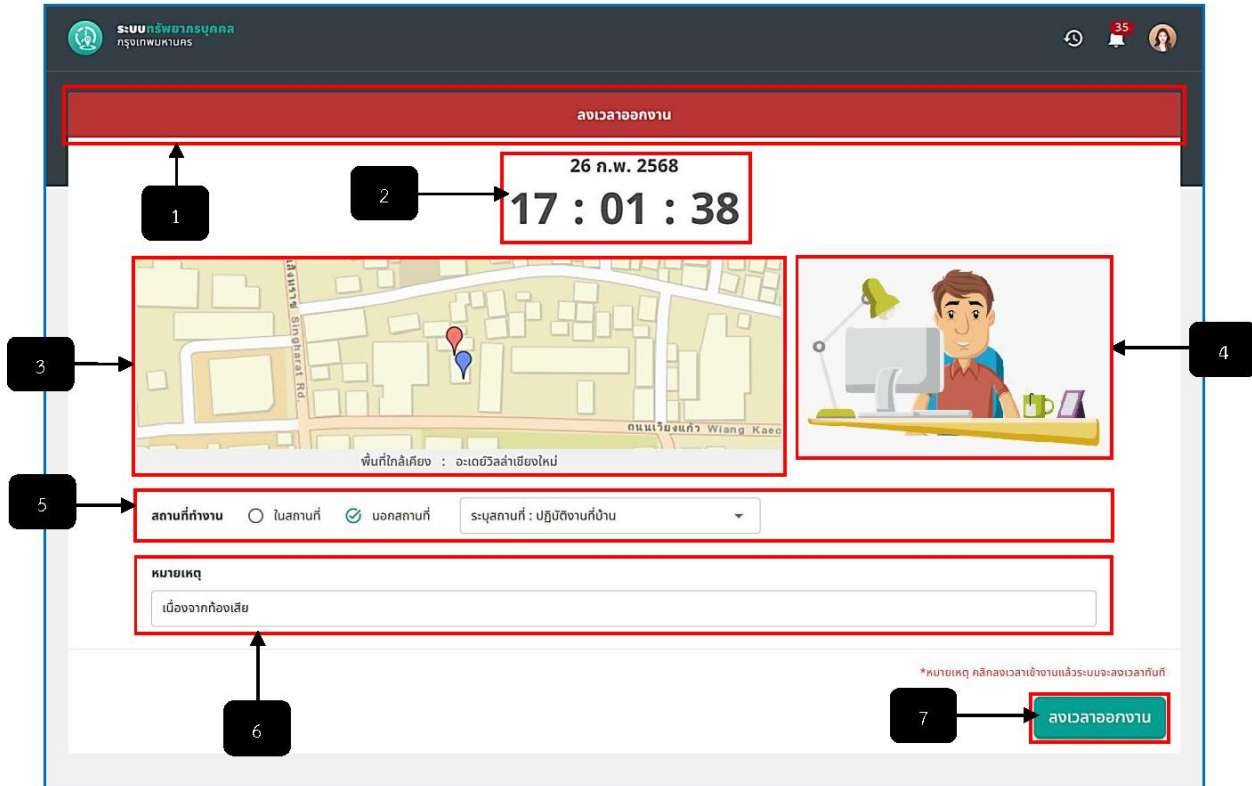 ระบบทรัพยากรบุคคล
กรุงเทพมหานคร
35
ลงเวลาออกงาน
1
26 ก.พ. 2568
17 : 01 : 38
2
3
Singharat Rd.
ถนนเวียงแก้ว Wiang Kaeo
พื้นที่ใกล้เคียง : อะเดย์วิลล่าเชียงใหม่
4
5
สถานที่ทำงาน ในสถานที่ นอกสถานที่ ระบุสถานที่ : ปฏิบัติงานที่บ้าน
หมายเหตุ
เนื่องจากท้องเสีย
6
*หมายเหตุ คลิกลงเวลาเข้างานแล้วระบบจะลงเวลาทันที
7
ลงเวลาออกงาน